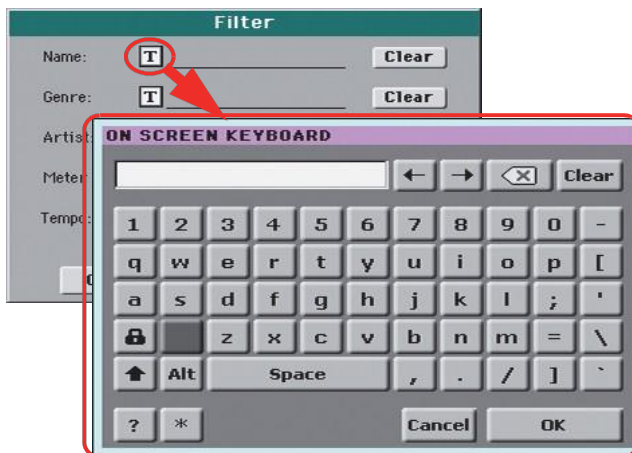 Filter
Name: T Clear
Genre: T Clear
Artist
ON SCREEN KEYBOARD
Meter
← → Clear
Tempo:
1 2 3 4 5 6 7 8 9 0 -
q w e r t y u i o p [
a s d f g h j k l ; '
z x c v b n m = \
Alt Space , . / ] `
? * Cancel OK